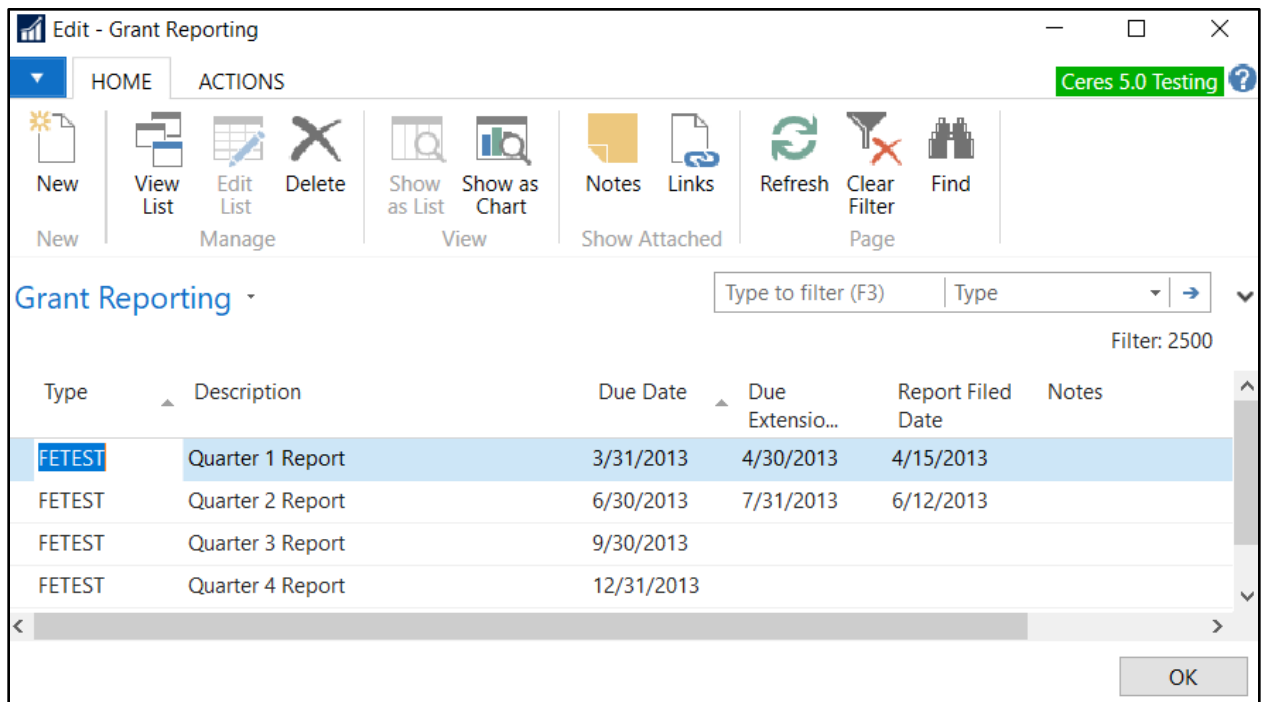 Edit - Grant Reporting
HOME ACTIONS Ceres 5.0 Testing ?
New View Edit Delete Show Show as Notes Links Refresh Clear Find
List List as List Chart Filter
New Manage View Show Attached Page
Grant Reporting Type to filter (F3) Type
Filter: 2500
Type Description Due Date Due Report Filed Notes
Extensio... Date
FETEST Quarter 1 Report 3/31/2013 4/30/2013 4/15/2013
FETEST Quarter 2 Report 6/30/2013 7/31/2013 6/12/2013
FETEST Quarter 3 Report 9/30/2013
FETEST Quarter 4 Report 12/31/2013
OK